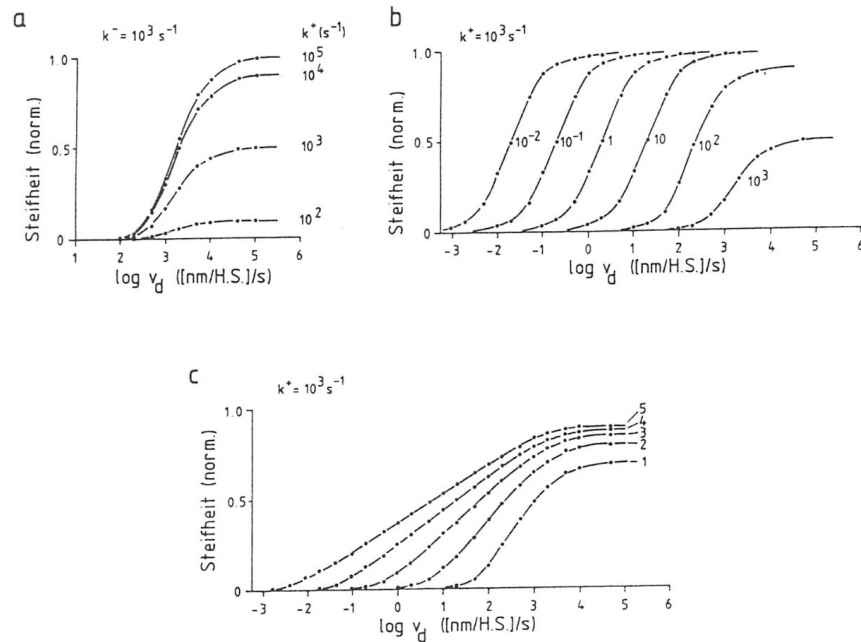 a
k⁻ = 10³ s⁻¹
k⁺(s⁻¹)
Steifheit (norm.)
1.0
0.5
0
10⁵
10⁴
10³
10²
1 2 3 4 5 6
log v_d ([nm/H.S.]/s)
b
k⁺= 10³ s⁻¹
Steifheit (norm.)
1.0
0.5
0
10⁻² 10⁻¹ 1 10 10² 10³
-3 -2 -1 0 1 2 3 4 5 6
log v_d ([nm/H.S.]/s)
c
k⁺ = 10³ s⁻¹
Steifheit (norm.)
1.0
0.5
0
5
4
3
2
1
-3 -2 -1 0 1 2 3 4 5 6
log v_d ([nm/H.S.]/s)